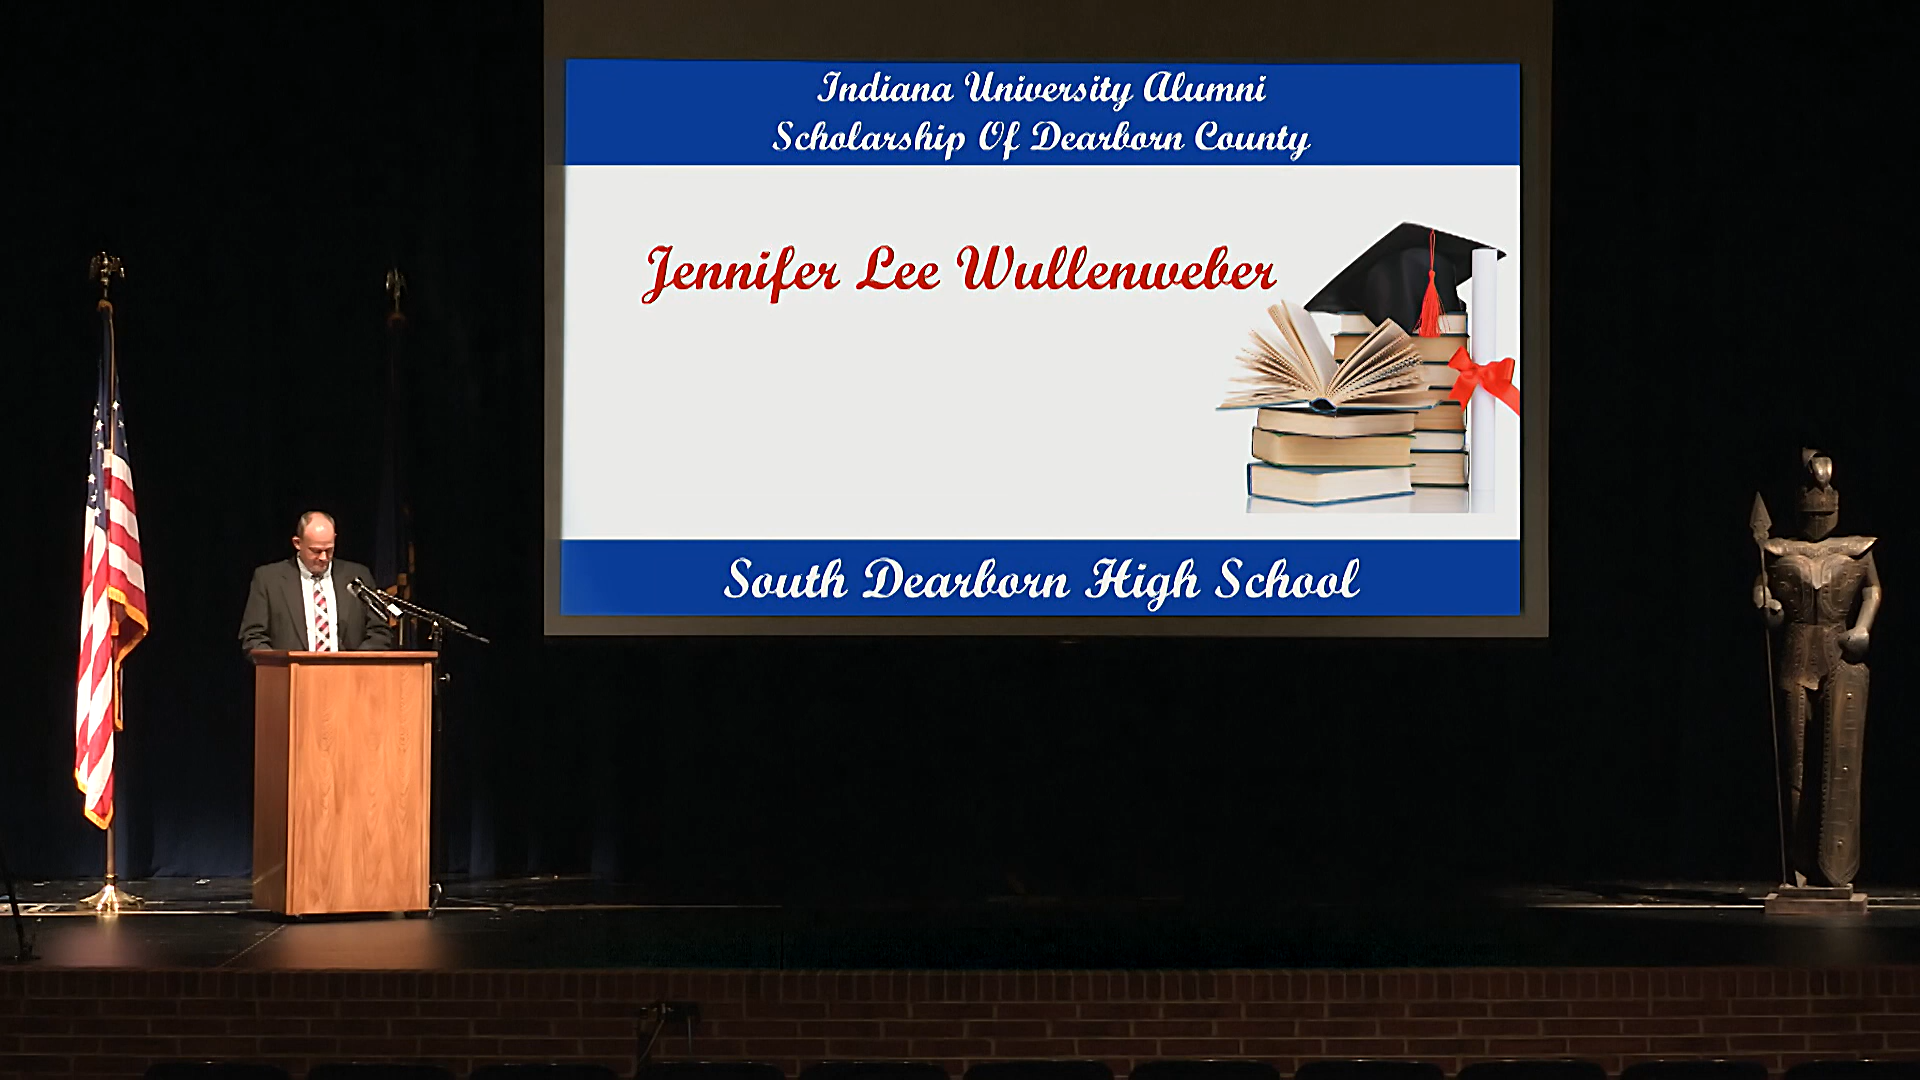 Indiana University Alumni
Scholarship Of Dearborn County
Jennifer Lee Wullenweber
South Dearborn High School